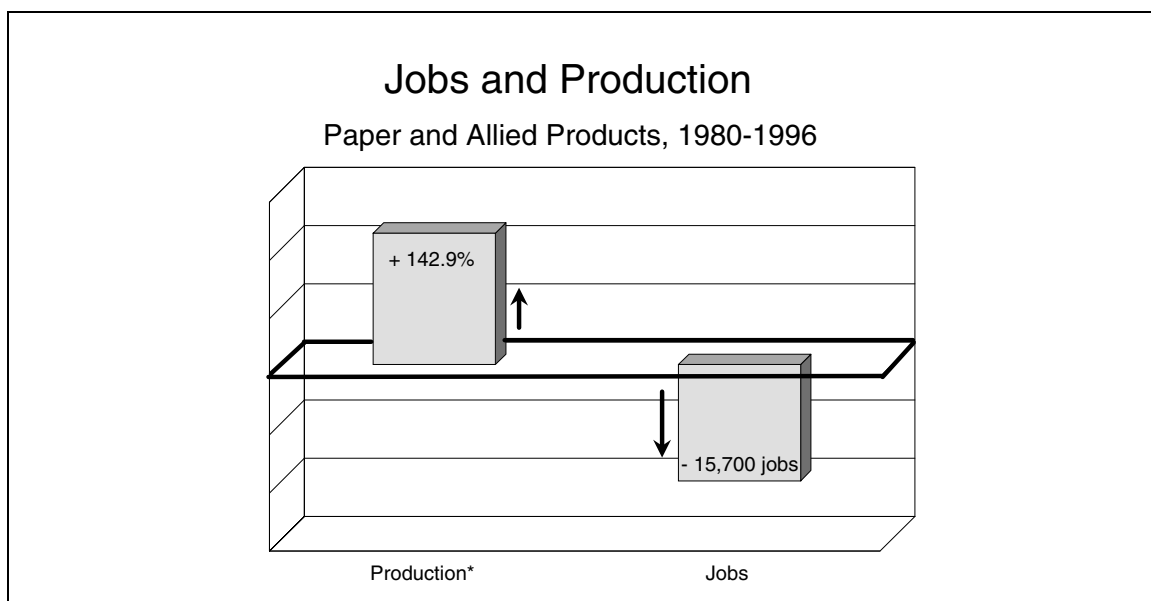 Jobs and Production
Paper and Allied Products, 1980-1996
+ 142.9%
- 15,700 jobs
Production*
Jobs